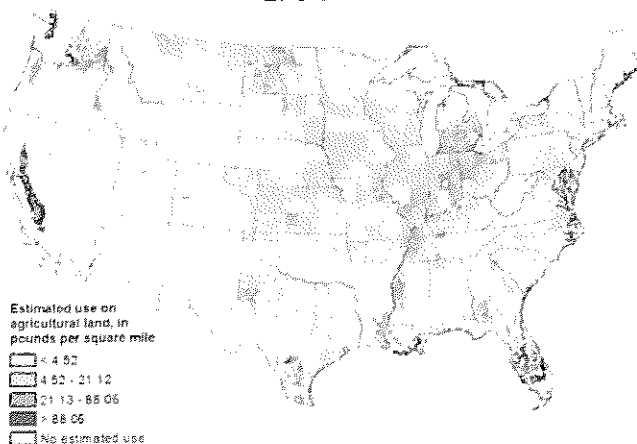 Estimated use on
agricultural land, in
pounds per square mile
< 4.52
4.52 - 21.12
21.13 - 88.06
> 88.06
No estimated use